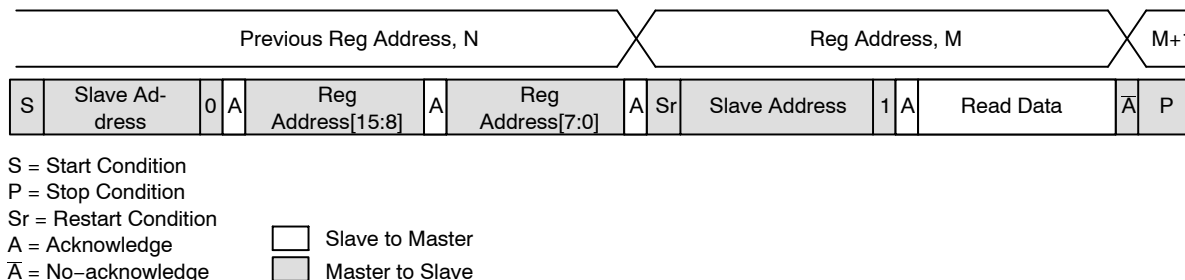 Previous Reg Address, N Reg Address, M M+1
S Slave Ad-
dress 0 A Reg
Address[15:8] A Reg
Address[7:0] A Sr Slave Address 1 A Read Data A̅ P
S = Start Condition
P = Stop Condition
Sr = Restart Condition
A = Acknowledge
A̅ = No−acknowledge
Slave to Master
Master to Slave